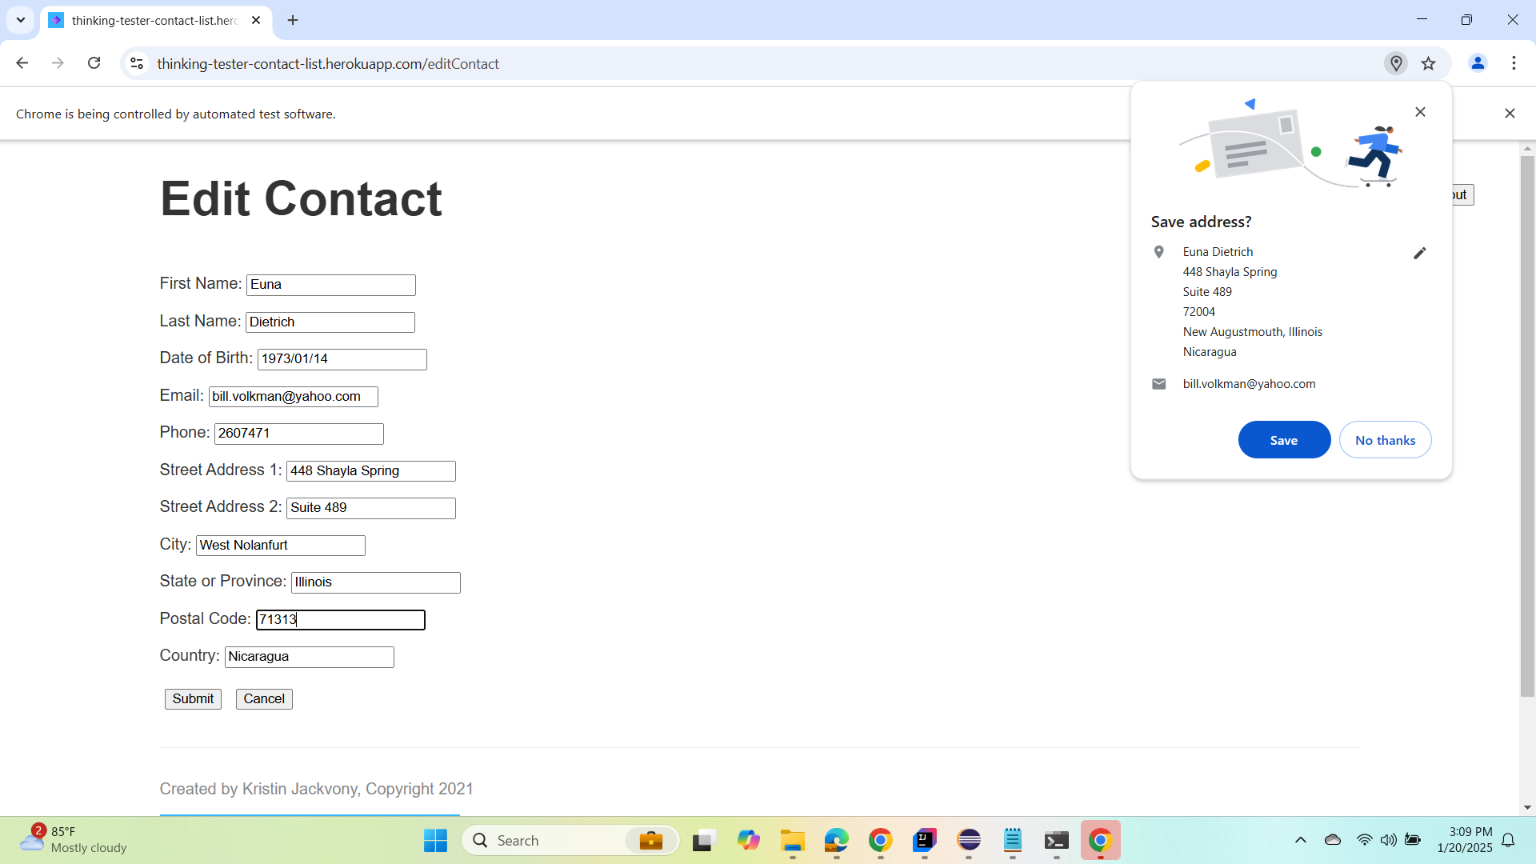 thinking-tester-contact-list.herc
thinking-tester-contact-list.herokuapp.com/editContact
Chrome is being controlled by automated test software.
Edit Contact
out
First Name: Euna
Last Name: Dietrich
Date of Birth: 1973/01/14
Email: bill.volkman@yahoo.com
Phone: 2607471
Street Address 1: 448 Shayla Spring
Street Address 2: Suite 489
City: West Nolanfurt
State or Province: Illinois
Postal Code: 71313
Country: Nicaragua
Submit Cancel
Created by Kristin Jackvony, Copyright 2021
Save address?
Euna Dietrich
448 Shayla Spring
Suite 489
72004
New Augustmouth, Illinois
Nicaragua
bill.volkman@yahoo.com
Save No thanks
2
85°F
Mostly cloudy
Search
3:09 PM
1/20/2025